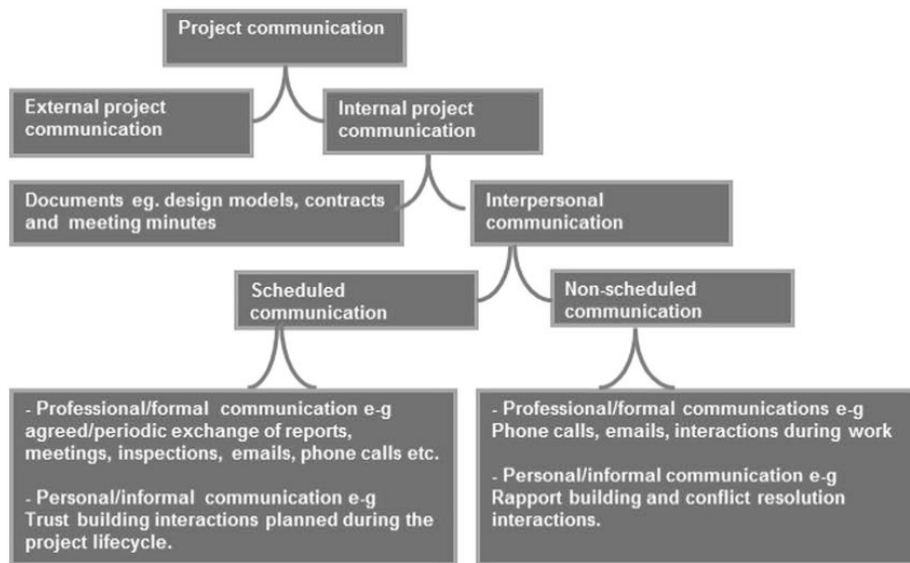 Project communication
External project
communication
Internal project
communication
Documents eg. design models, contracts
and meeting minutes
Interpersonal
communication
Scheduled
communication
Non-scheduled
communication
- Professional/formal communication e-g
agreed/periodic exchange of reports,
meetings, inspections, emails, phone calls etc.
- Personal/informal communication e-g
Trust building interactions planned during the
project lifecycle.
- Professional/formal communications e-g
Phone calls, emails, interactions during work
- Personal/informal communication e-g
Rapport building and conflict resolution
interactions.